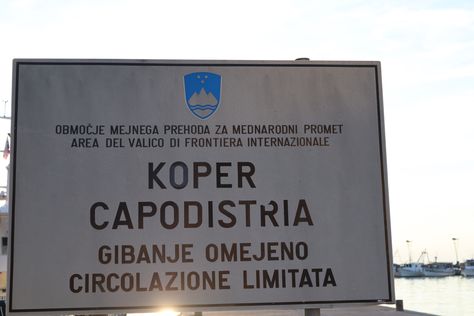 OBMOČJE MEJNEGA PREHODA ZA MEDNARODNI PROMET
AREA DEL VALICO DI FRONTIERA INTERNAZIONALE
KOPER
CAPODISTRIA
GIBANJE OMEJENO
CIRCOLAZIONE LIMITATA